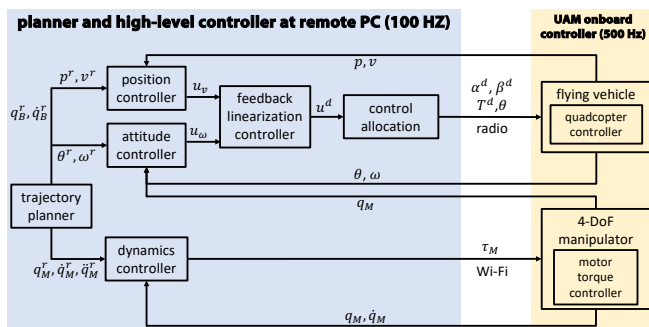 planner and high-level controller at remote PC (100 HZ)
UAM onboard
controller (500 Hz)
p, v
p^r, v^r
position
controller
u_v
feedback
linearization
controller
u^d
control
allocation
α^d, β^d
T^d, θ
radio
flying vehicle
quadcopter
controller
q_B^r, q̇_B^r
attitude
controller
u_ω
θ^r, ω^r
θ, ω
trajectory
planner
q_M
4-DoF
manipulator
motor
torque
controller
dynamics
controller
τ_M
Wi-Fi
q_M^r, q̇_M^r, q̈_M^r
q_M, q̇_M